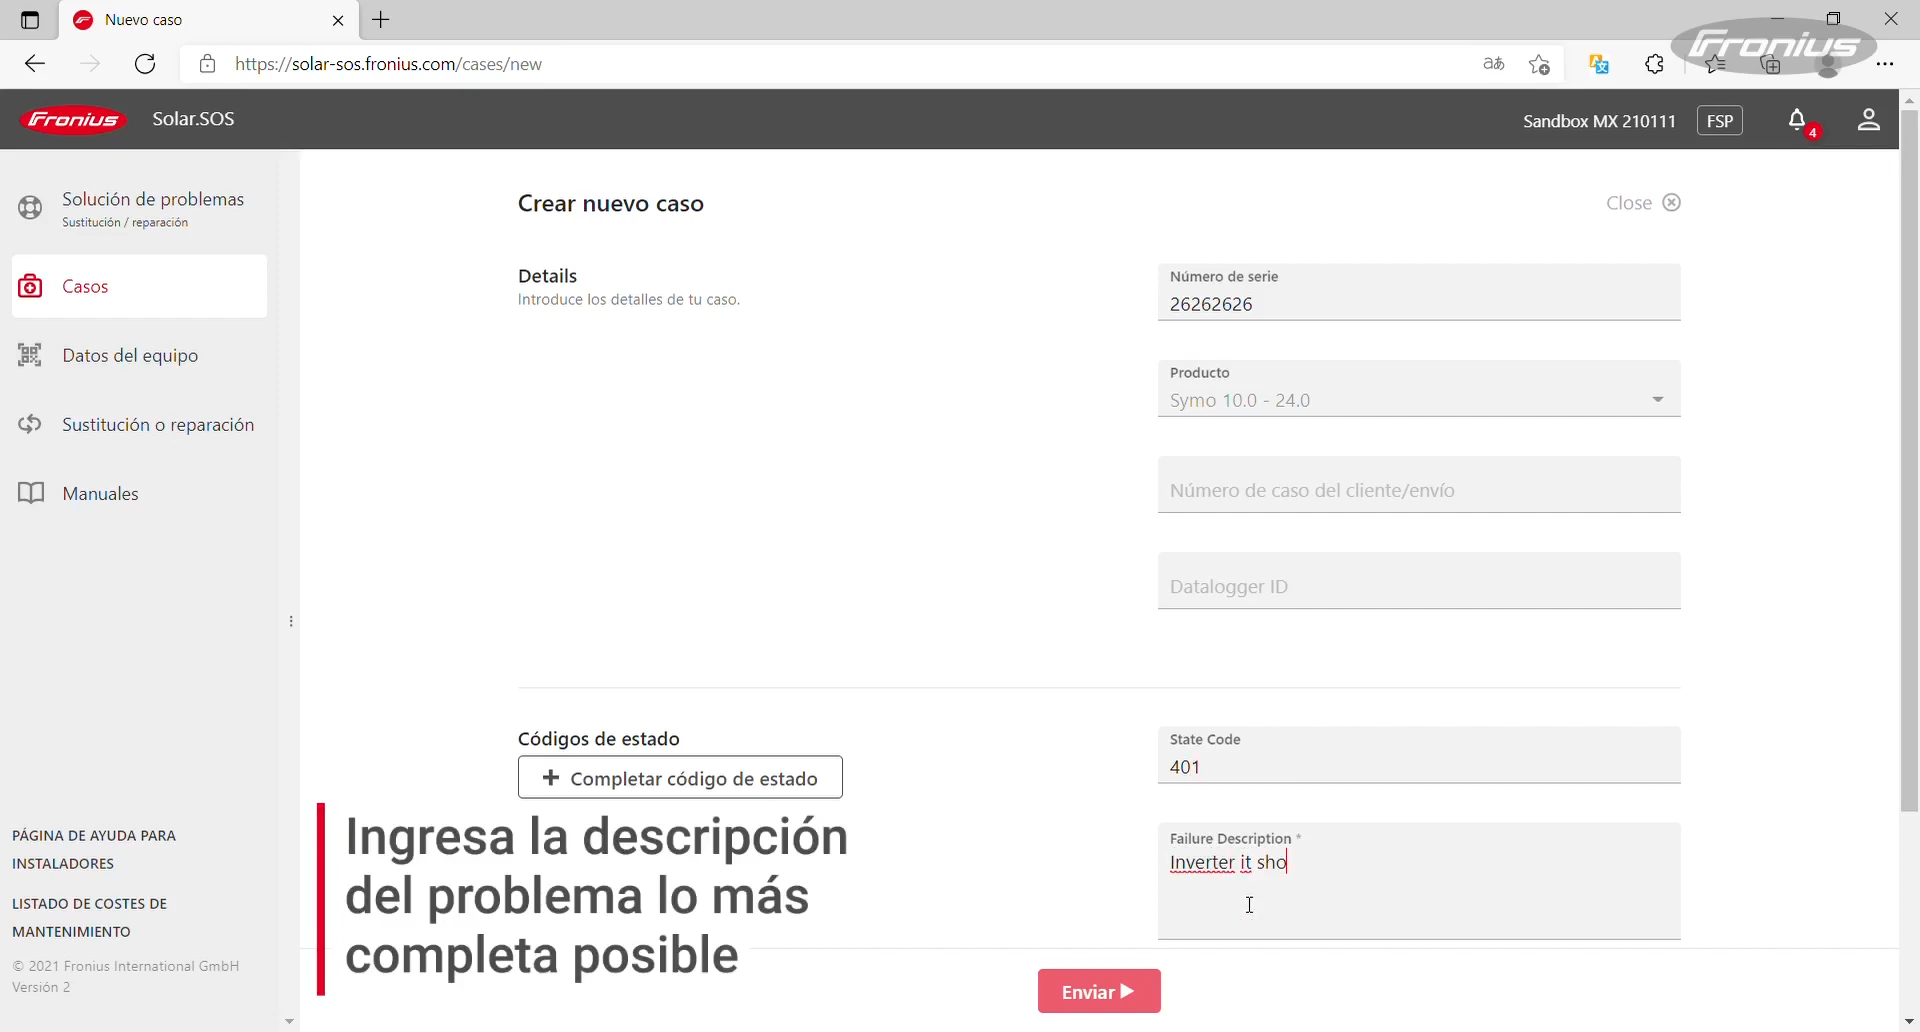 Nuevo caso
https://solar-sos.fronius.com/cases/new
Fronius
Fronius
Solar.SOS
Sandbox MX 210111
FSP
4
Solución de problemas
Sustitución / reparación
Casos
Datos del equipo
Sustitución o reparación
Manuales
PÁGINA DE AYUDA PARA
INSTALADORES
LISTADO DE COSTES DE
MANTENIMIENTO
© 2021 Fronius International GmbH
Versión 2
Crear nuevo caso
Close
Details
Introduce los detalles de tu caso.
Número de serie
26262626
Producto
Symo 10.0 - 24.0
Número de caso del cliente/envío
Datalogger ID
Códigos de estado
+ Completar código de estado
State Code
401
Failure Description *
Inverter it sho
Ingresa la descripción
del problema lo más
completa posible
Enviar